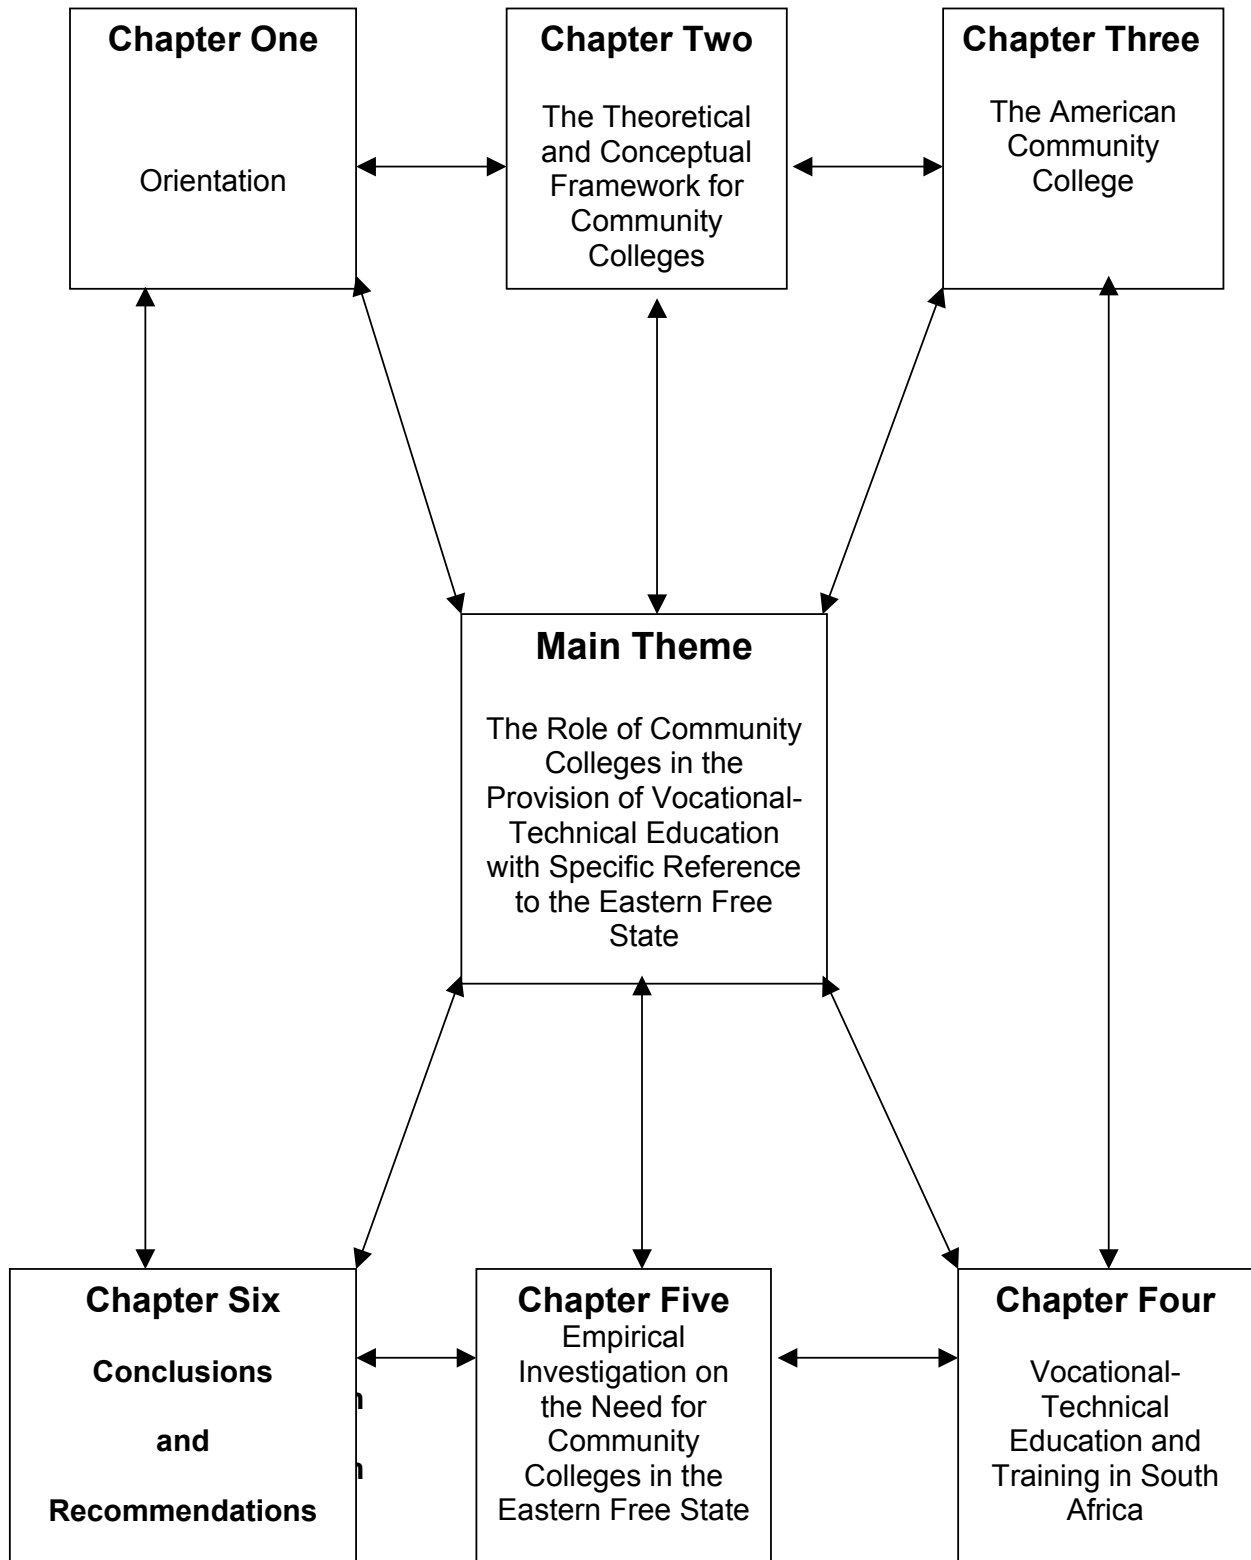 Chapter One
Orientation
Chapter Two
The Theoretical
and Conceptual
Framework for
Community
Colleges
Chapter Three
The American
Community
College
Main Theme
The Role of Community
Colleges in the
Provision of Vocational-
Technical Education
with Specific Reference
to the Eastern Free
State
Chapter Six
Conclusions
and
Recommendations
Chapter Five
Empirical
Investigation on
the Need for
Community
Colleges in the
Eastern Free State
Chapter Four
Vocational-
Technical
Education and
Training in South
Africa